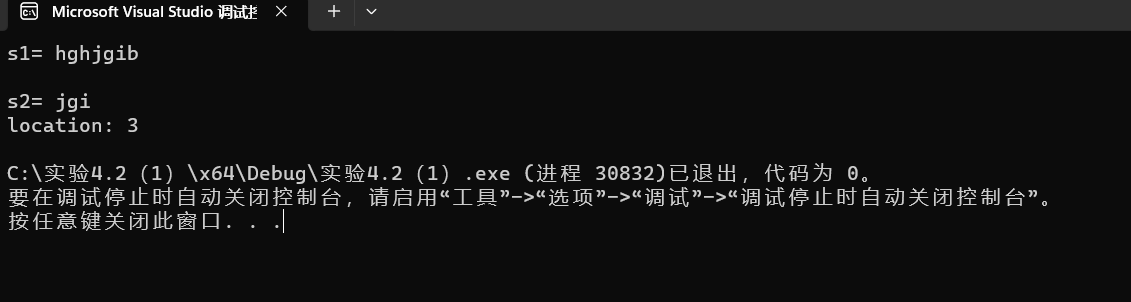 Microsoft Visual Studio 调试
s1= hghjgib
s2= jgi
location: 3
C:\实验4.2（1）\x64\Debug\实验4.2（1）.exe (进程 30832)已退出，代码为 0。
要在调试停止时自动关闭控制台，请启用“工具”->“选项”->“调试”->“调试停止时自动关闭控制台”。
按任意键关闭此窗口. . .